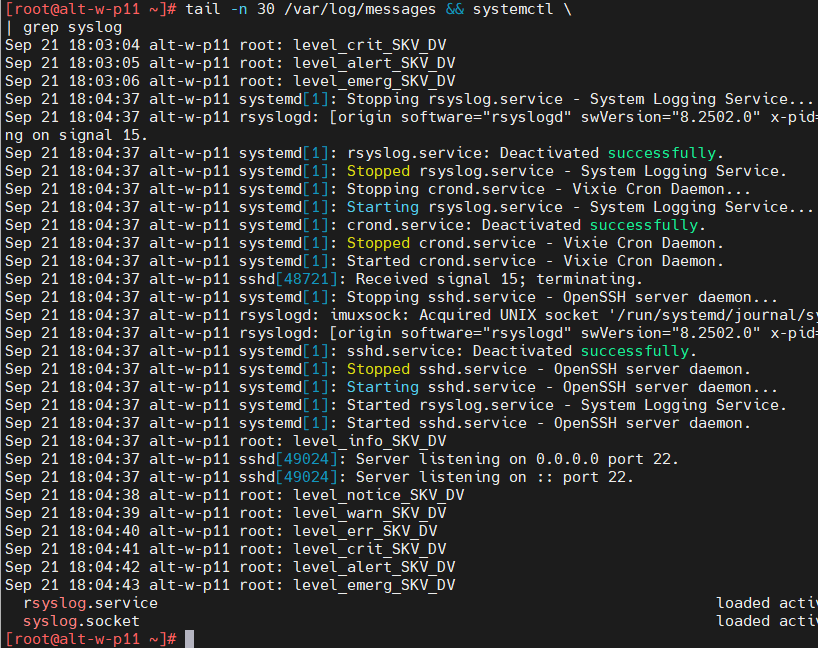 [root@alt-w-p11 ~]# tail -n 30 /var/log/messages && systemctl \
| grep syslog
Sep 21 18:03:04 alt-w-p11 root: level_crit_SKV_DV
Sep 21 18:03:05 alt-w-p11 root: level_alert_SKV_DV
Sep 21 18:03:06 alt-w-p11 root: level_emerg_SKV_DV
Sep 21 18:04:37 alt-w-p11 systemd[1]: Stopping rsyslog.service - System Logging Service...
Sep 21 18:04:37 alt-w-p11 rsyslogd: [origin software="rsyslogd" swVersion="8.2502.0" x-pid=
ng on signal 15.
Sep 21 18:04:37 alt-w-p11 systemd[1]: rsyslog.service: Deactivated successfully.
Sep 21 18:04:37 alt-w-p11 systemd[1]: Stopped rsyslog.service - System Logging Service.
Sep 21 18:04:37 alt-w-p11 systemd[1]: Stopping crond.service - Vixie Cron Daemon...
Sep 21 18:04:37 alt-w-p11 systemd[1]: Starting rsyslog.service - System Logging Service...
Sep 21 18:04:37 alt-w-p11 systemd[1]: crond.service: Deactivated successfully.
Sep 21 18:04:37 alt-w-p11 systemd[1]: Stopped crond.service - Vixie Cron Daemon.
Sep 21 18:04:37 alt-w-p11 systemd[1]: Started crond.service - Vixie Cron Daemon.
Sep 21 18:04:37 alt-w-p11 sshd[48721]: Received signal 15; terminating.
Sep 21 18:04:37 alt-w-p11 systemd[1]: Stopping sshd.service - OpenSSH server daemon...
Sep 21 18:04:37 alt-w-p11 rsyslogd: imuxsock: Acquired UNIX socket '/run/systemd/journal/sy
Sep 21 18:04:37 alt-w-p11 rsyslogd: [origin software="rsyslogd" swVersion="8.2502.0" x-pid=
Sep 21 18:04:37 alt-w-p11 systemd[1]: sshd.service: Deactivated successfully.
Sep 21 18:04:37 alt-w-p11 systemd[1]: Stopped sshd.service - OpenSSH server daemon.
Sep 21 18:04:37 alt-w-p11 systemd[1]: Starting sshd.service - OpenSSH server daemon...
Sep 21 18:04:37 alt-w-p11 systemd[1]: Started rsyslog.service - System Logging Service.
Sep 21 18:04:37 alt-w-p11 systemd[1]: Started sshd.service - OpenSSH server daemon.
Sep 21 18:04:37 alt-w-p11 root: level_info_SKV_DV
Sep 21 18:04:37 alt-w-p11 sshd[49024]: Server listening on 0.0.0.0 port 22.
Sep 21 18:04:37 alt-w-p11 sshd[49024]: Server listening on :: port 22.
Sep 21 18:04:38 alt-w-p11 root: level_notice_SKV_DV
Sep 21 18:04:39 alt-w-p11 root: level_warn_SKV_DV
Sep 21 18:04:40 alt-w-p11 root: level_err_SKV_DV
Sep 21 18:04:41 alt-w-p11 root: level_crit_SKV_DV
Sep 21 18:04:42 alt-w-p11 root: level_alert_SKV_DV
Sep 21 18:04:43 alt-w-p11 root: level_emerg_SKV_DV
rsyslog.service loaded activ
syslog.socket loaded activ
[root@alt-w-p11 ~]#